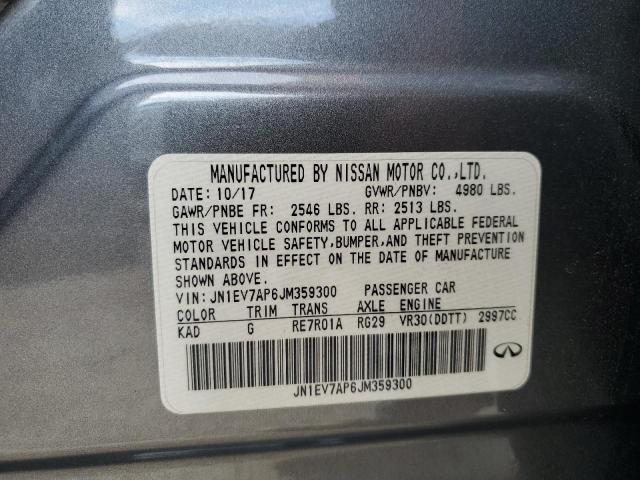 MANUFACTURED BY NISSAN MOTOR CO.,LTD.
DATE: 10/17 GVWR/PNBV: 4980 LBS.
GAWR/PNBE FR: 2546 LBS. RR: 2513 LBS.
THIS VEHICLE CONFORMS TO ALL APPLICABLE FEDERAL
MOTOR VEHICLE SAFETY,BUMPER,AND THEFT PREVENTION
STANDARDS IN EFFECT ON THE DATE OF MANUFACTURE
SHOWN ABOVE.
VIN: JN1EV7AP6JM359300 PASSENGER CAR
COLOR TRIM TRANS AXLE ENGINE
KAD G RE7R01A RG29 VR30(DDTT) 2997CC
JN1EV7AP6JM359300